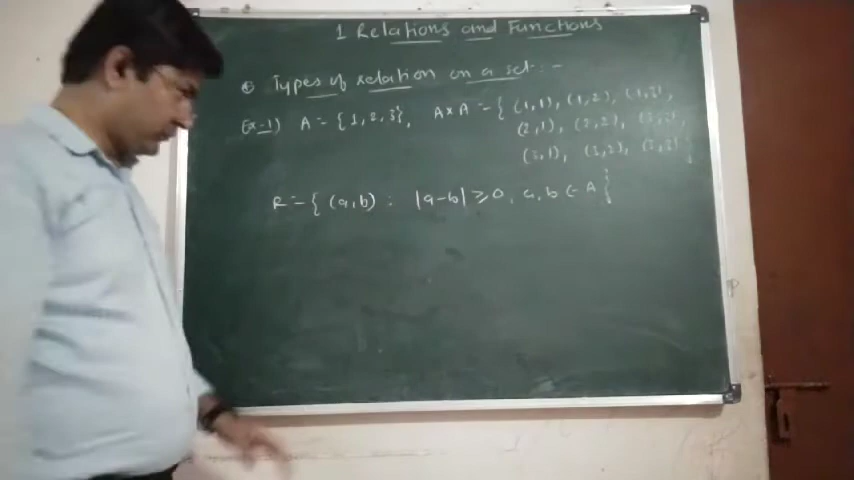 1 Relations and Functions
Types of relation on a set :-
Ex-1) A = {1, 2, 3}, A×A = { (1,1), (1,2), (1,3),
(2,1), (2,2), (2,3),
(3,1), (3,2), (3,3) }
R = { (a,b) : |a-b| ≥ 0, a, b ∈ A }